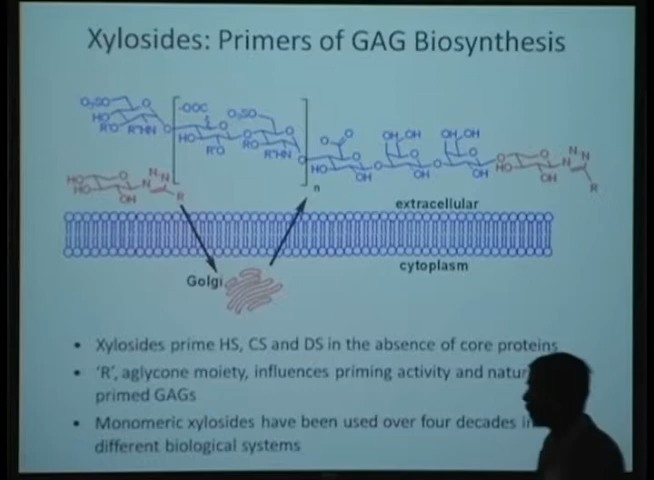 Xylosides: Primers of GAG Biosynthesis
extracellular
cytoplasm
Golgi
• Xylosides prime HS, CS and DS in the absence of core proteins
• ‘R’, aglycone moiety, influences priming activity and
primed GAGs
• Monomeric xylosides have been used over four decades in
different biological systems